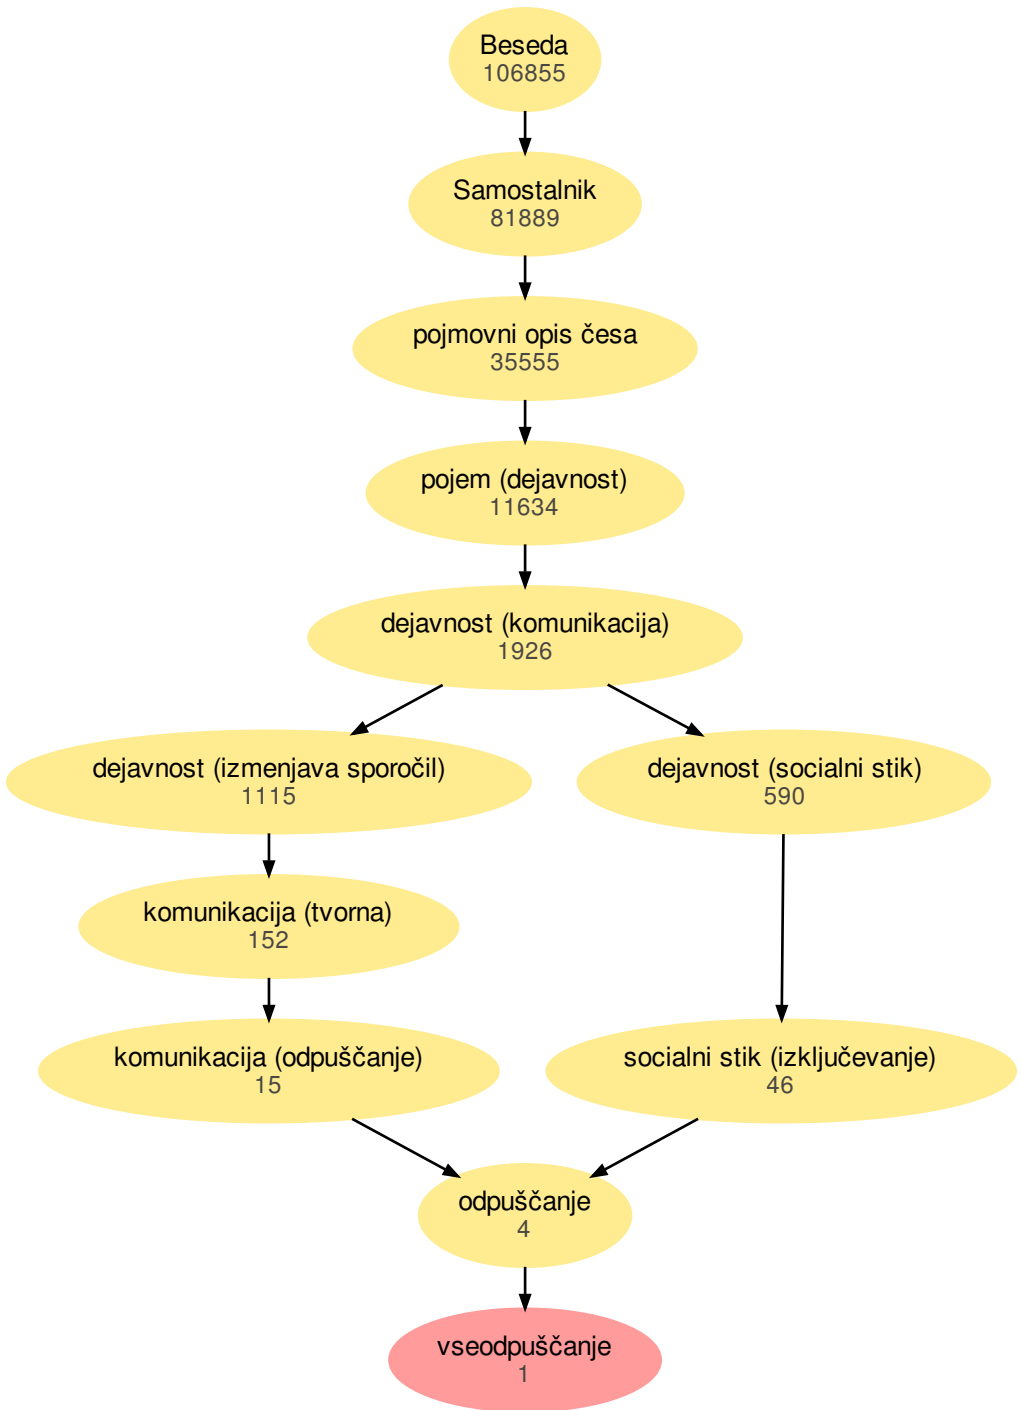 Beseda
106855
Samostalnik
81889
pojmovni opis česa
35555
pojem (dejavnost)
11634
dejavnost (komunikacija)
1926
dejavnost (izmenjava sporočil)
1115
dejavnost (socialni stik)
590
komunikacija (tvorna)
152
komunikacija (odpuščanje)
15
socialni stik (izključevanje)
46
odpuščanje
4
vseodpuščanje
1